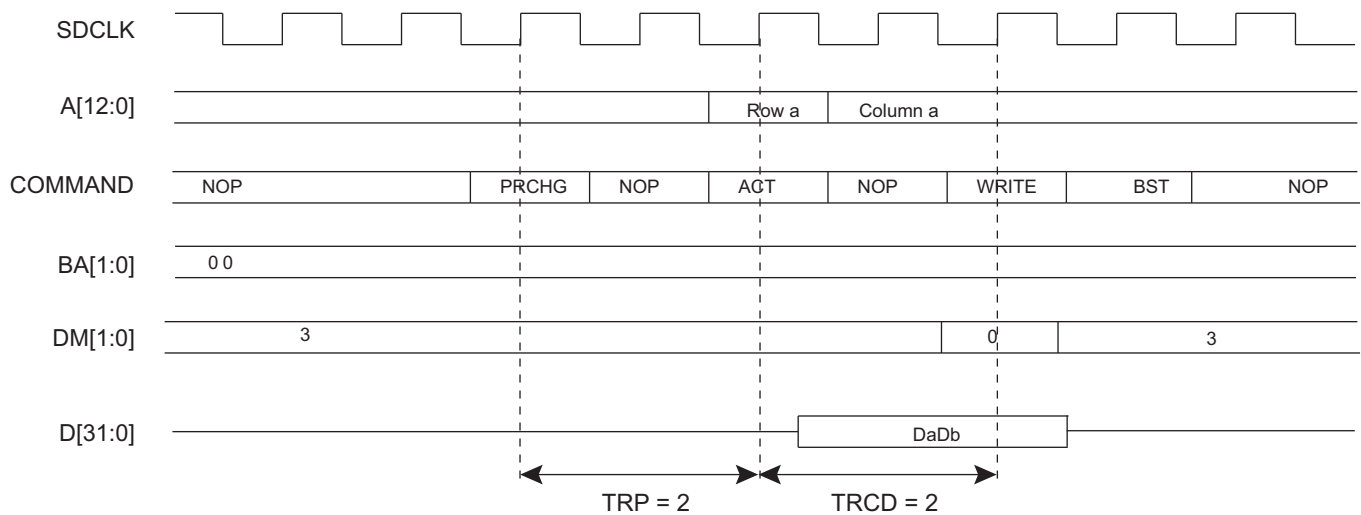 SDCLK
A[12:0] Row a Column a
COMMAND NOP PRCHG NOP ACT NOP WRITE BST NOP
BA[1:0] 0 0
DM[1:0] 3 0 3
D[31:0] DaDb
TRP = 2 TRCD = 2